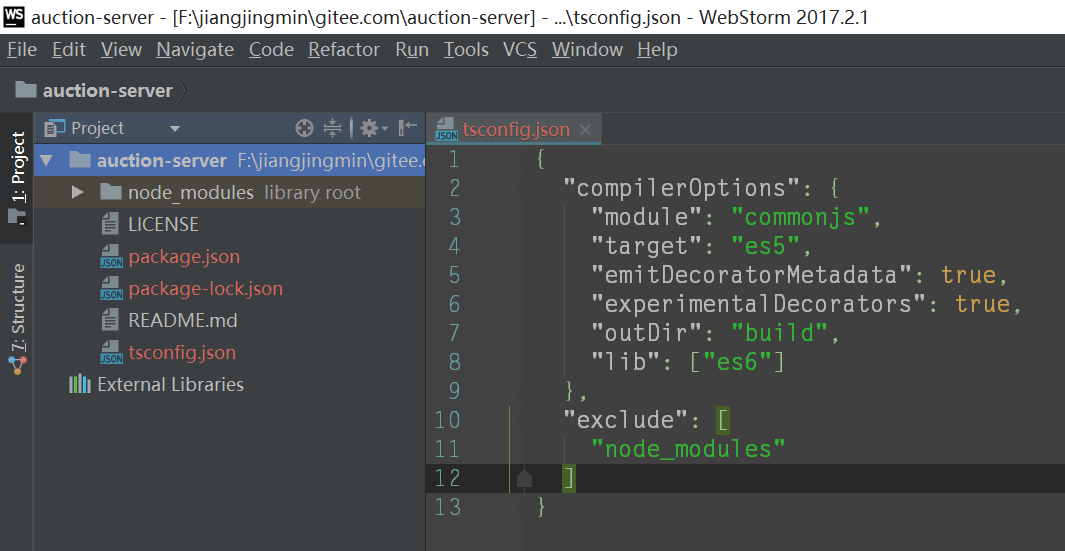 WS auction-server - [F:\jiangjingmin\gitee.com\auction-server] - ...\tsconfig.json - WebStorm 2017.2.1
File Edit View Navigate Code Refactor Run Tools VCS Window Help
auction-server
1: Project
7: Structure
Project
auction-server F:\jiangjingmin\gitee.c
node_modules library root
LICENSE
JSON package.json
JSON package-lock.json
README.md
JSON tsconfig.json
External Libraries
JSON tsconfig.json
1 {
2 "compilerOptions": {
3 "module": "commonjs",
4 "target": "es5",
5 "emitDecoratorMetadata": true,
6 "experimentalDecorators": true,
7 "outDir": "build",
8 "lib": ["es6"]
9 },
10 "exclude": [
11 "node_modules"
12 ]
13 }